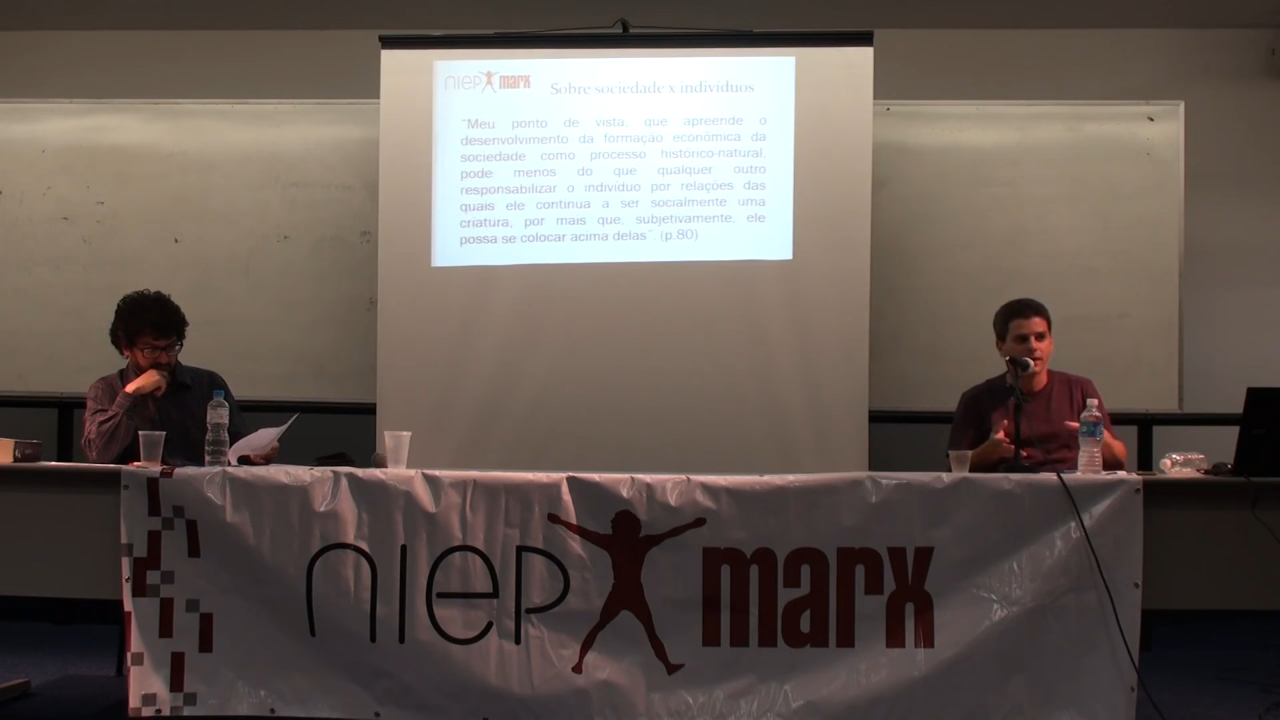 niep marx
Sobre sociedade x indivíduos
“Meu ponto de vista, que apreende o
desenvolvimento da formação econômica da
sociedade como processo histórico-natural,
pode menos do que qualquer outro
responsabilizar o indivíduo por relações das
quais ele continua a ser socialmente uma
criatura, por mais que, subjetivamente, ele
possa se colocar acima delas”. (p.80)
niep marx